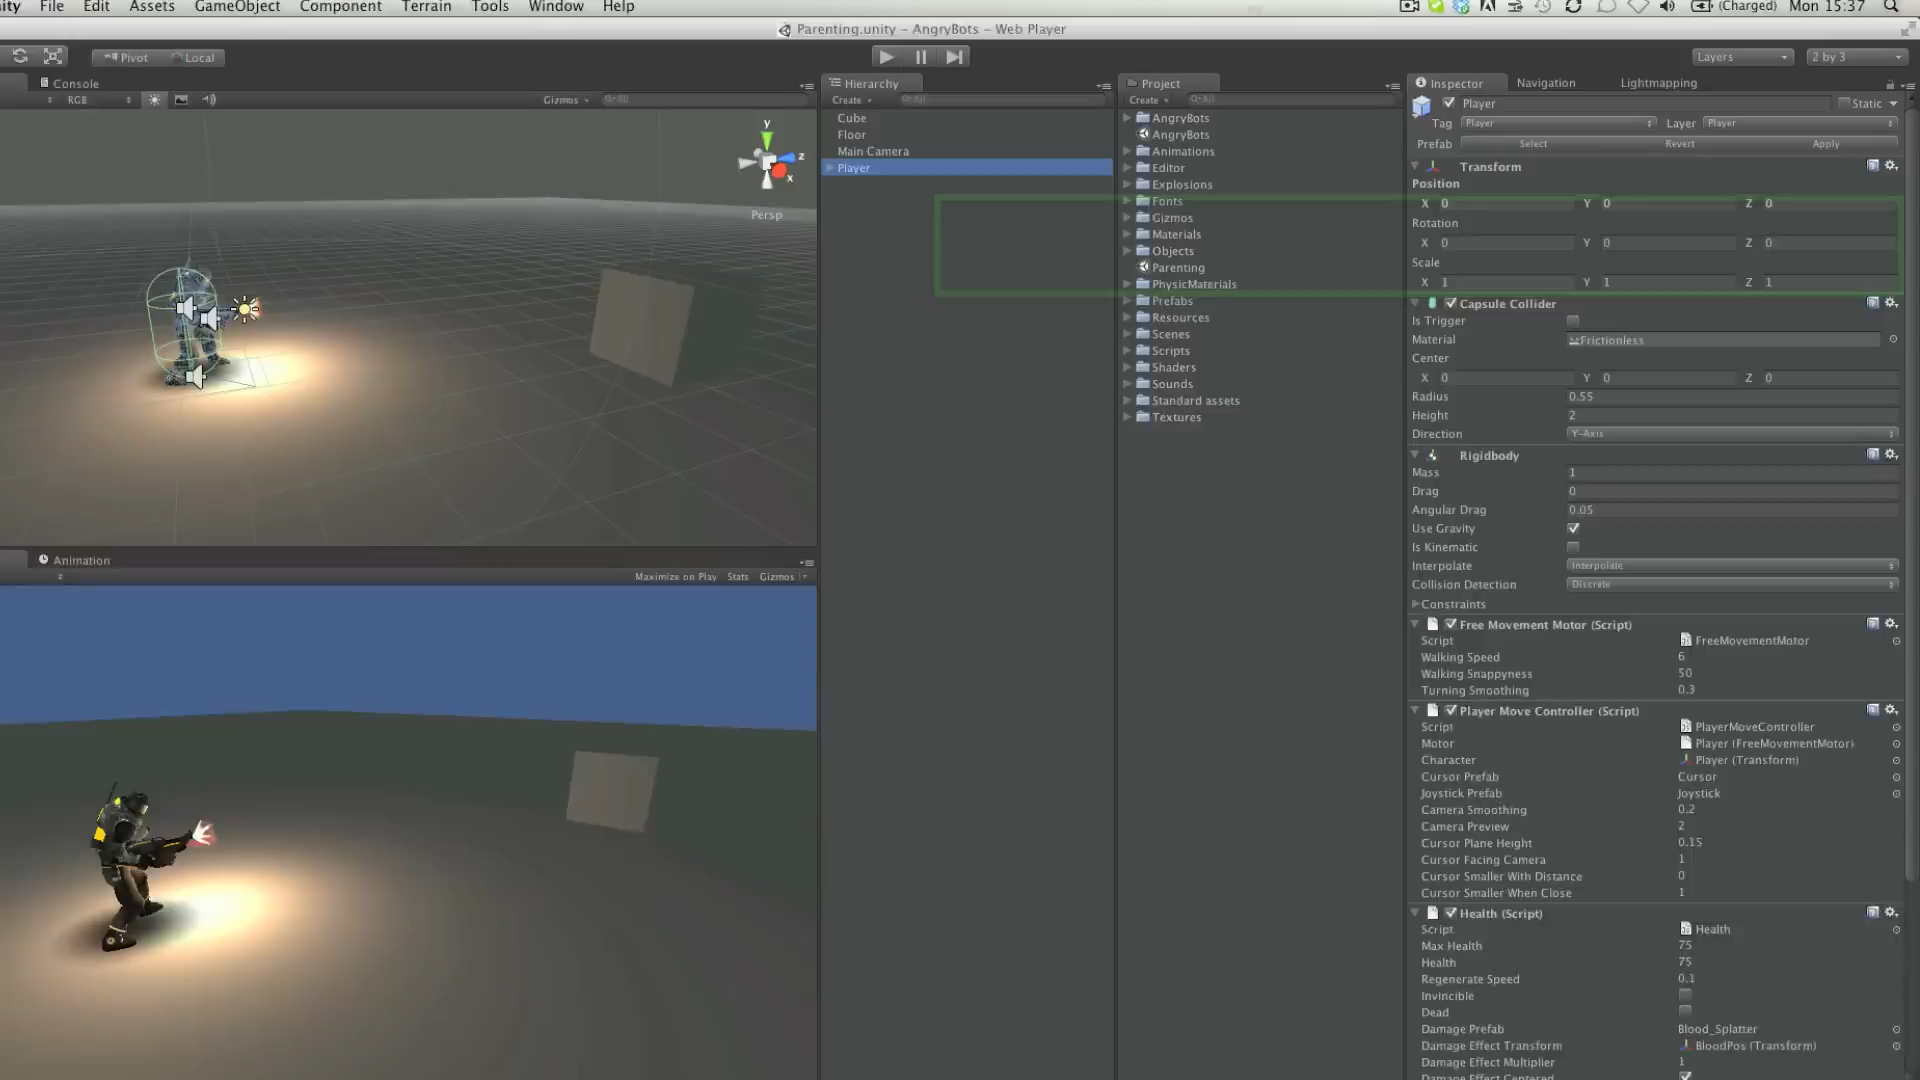 ity File Edit Assets GameObject Component Terrain Tools Window Help (Charged) Mon 15:37
Parenting.unity – AngryBots – Web Player
Pivot Local Layers 2 by 3
Console
RGB Gizmos All
y
z
x
Persp
Animation
Maximize on Play Stats Gizmos
Hierarchy
Create All
Cube
Floor
Main Camera
Player
Project
Create All
AngryBots
AngryBots
Animations
Editor
Explosions
Fonts
Gizmos
Materials
Objects
Parenting
PhysicMaterials
Prefabs
Resources
Scenes
Scripts
Shaders
Sounds
Standard assets
Textures
Inspector Navigation Lightmapping
Player Static
Tag Player Layer Player
Prefab Select Revert Apply
Transform
Position
X 0 Y 0 Z 0
Rotation
X 0 Y 0 Z 0
Scale
X 1 Y 1 Z 1
Capsule Collider
Is Trigger
Material Frictionless
Center
X 0 Y 0 Z 0
Radius 0.55
Height 2
Direction Y-Axis
Rigidbody
Mass 1
Drag 0
Angular Drag 0.05
Use Gravity
Is Kinematic
Interpolate Interpolate
Collision Detection Discrete
Constraints
Free Movement Motor (Script)
Script FreeMovementMotor
Walking Speed 6
Walking Snappyness 50
Turning Smoothing 0.3
Player Move Controller (Script)
Script PlayerMoveController
Motor Player (FreeMovementMotor)
Character Player (Transform)
Cursor Prefab Cursor
Joystick Prefab Joystick
Camera Smoothing 0.2
Camera Preview 2
Cursor Plane Height 0.15
Cursor Facing Camera 1
Cursor Smaller With Distance 0
Cursor Smaller When Close 1
Health (Script)
Script Health
Max Health 75
Health 75
Regenerate Speed 0.1
Invincible
Dead
Damage Prefab Blood_Splatter
Damage Effect Transform BloodPos (Transform)
Damage Effect Multiplier 1
Damage Effect Centered